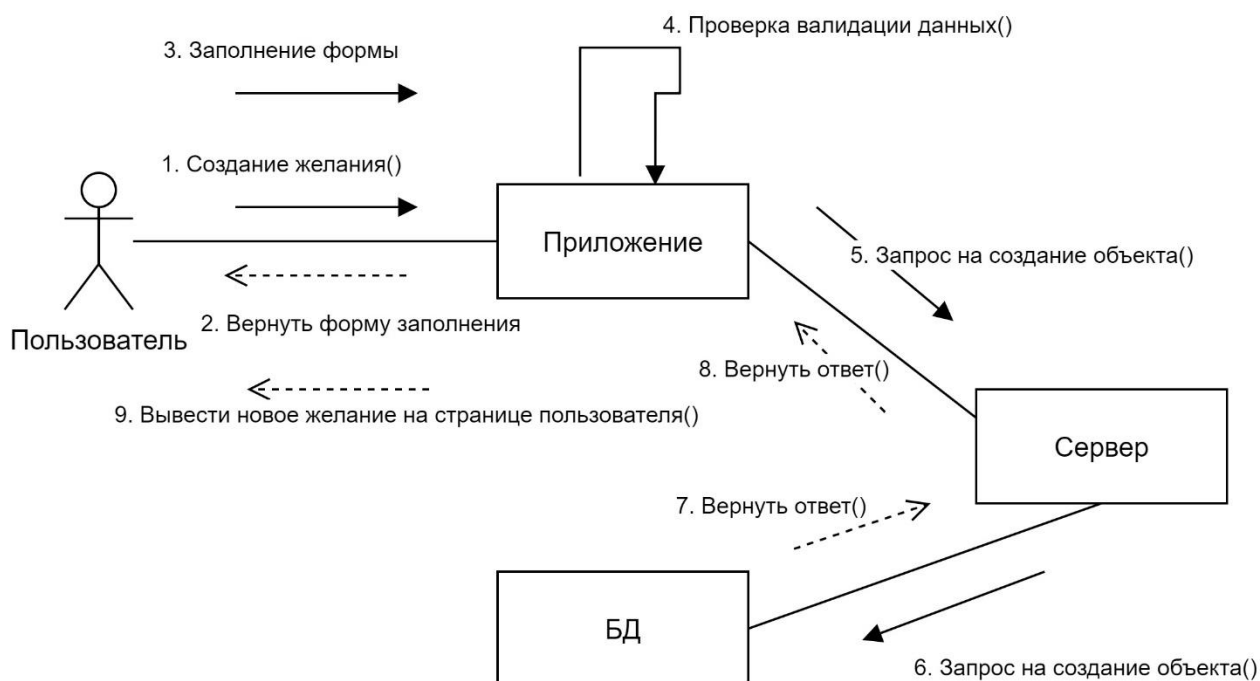 4. Проверка валидации данных()
3. Заполнение формы
1. Создание желания()
Приложение
5. Запрос на создание объекта()
2. Вернуть форму заполнения
Пользователь
8. Вернуть ответ()
9. Вывести новое желание на странице пользователя()
Сервер
7. Вернуть ответ()
БД
6. Запрос на создание объекта()